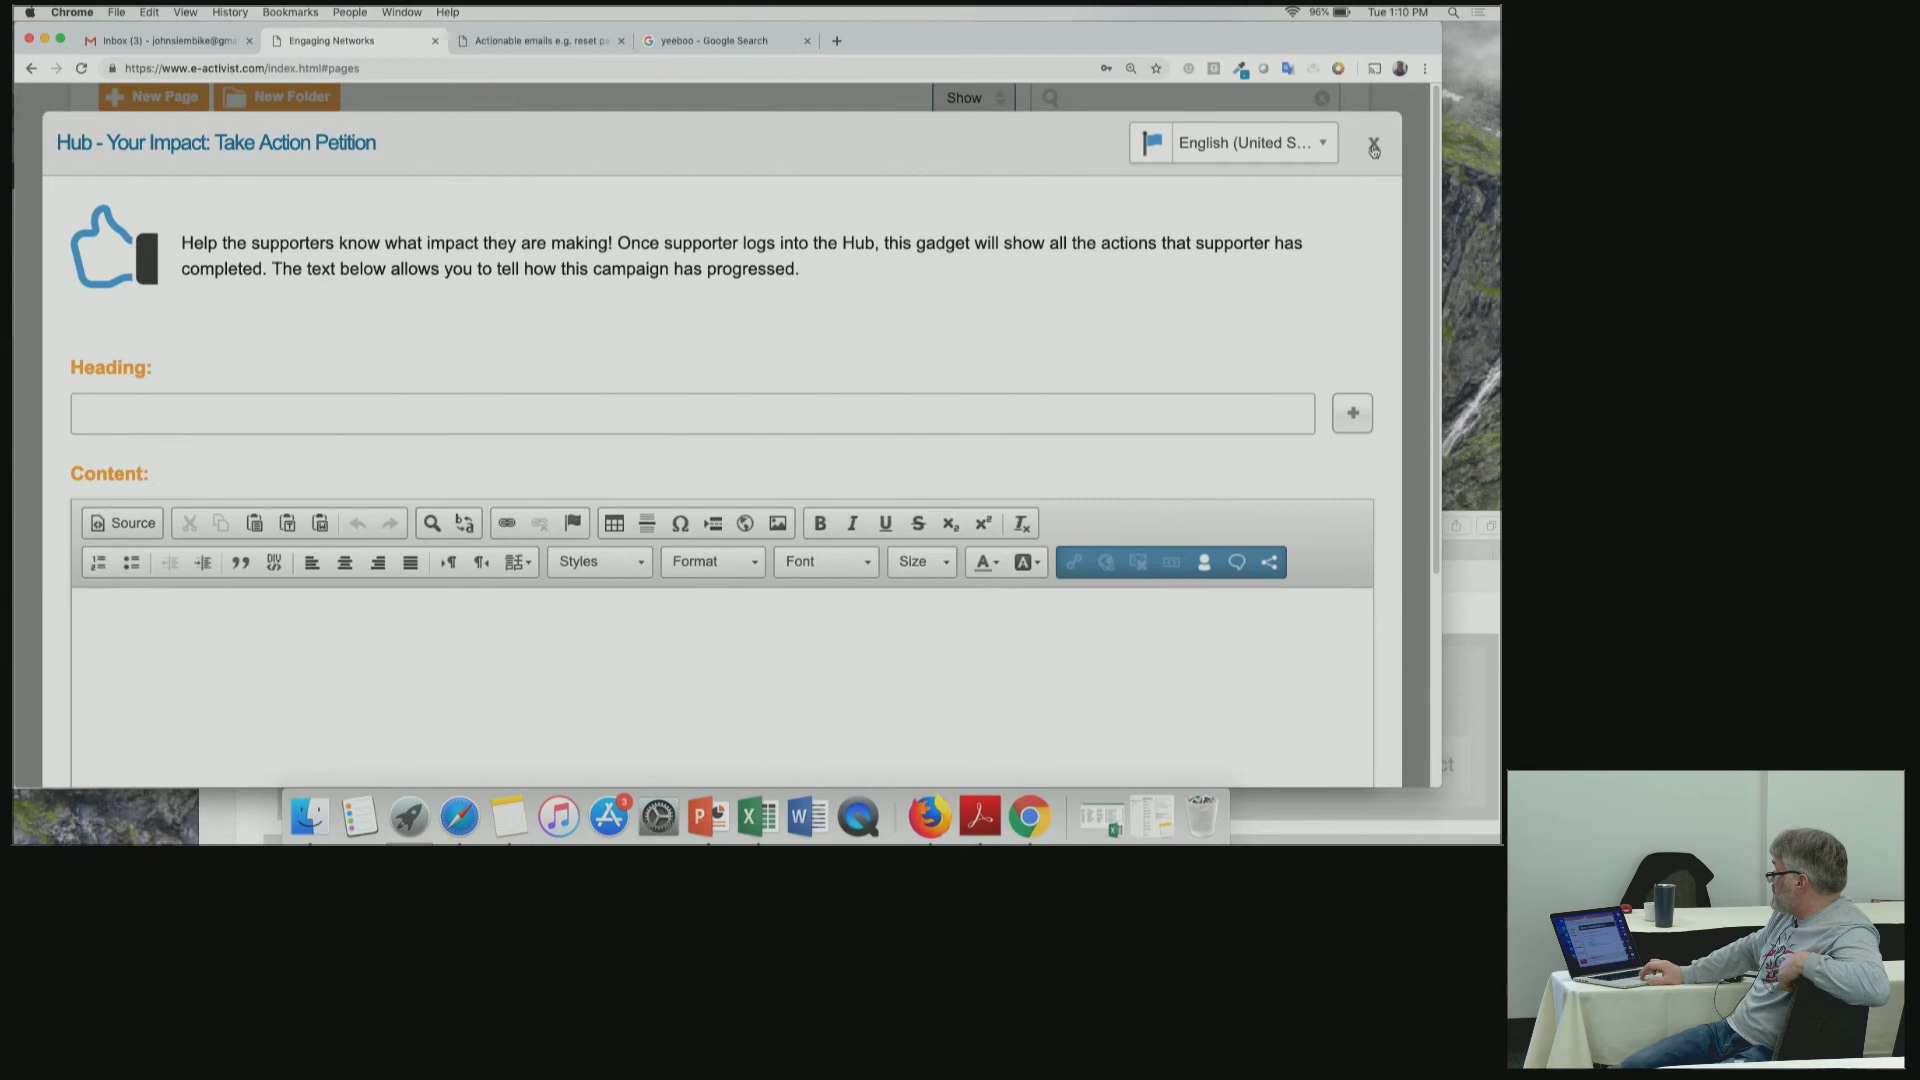 Chrome File Edit View History Bookmarks People Window Help 96% Tue 1:10 PM
Inbox (3) - johnsiembike@gm
Engaging Networks
Actionable emails e.g. reset p
yeeboo - Google Search
https://www.e-activist.com/index.html#pages
New Page New Folder Show
Hub - Your Impact: Take Action Petition
English (United S...
x
Help the supporters know what impact they are making! Once supporter logs into the Hub, this gadget will show all the actions that supporter has
completed. The text below allows you to tell how this campaign has progressed.
Heading:
Content:
Source
Styles Format Font Size
3